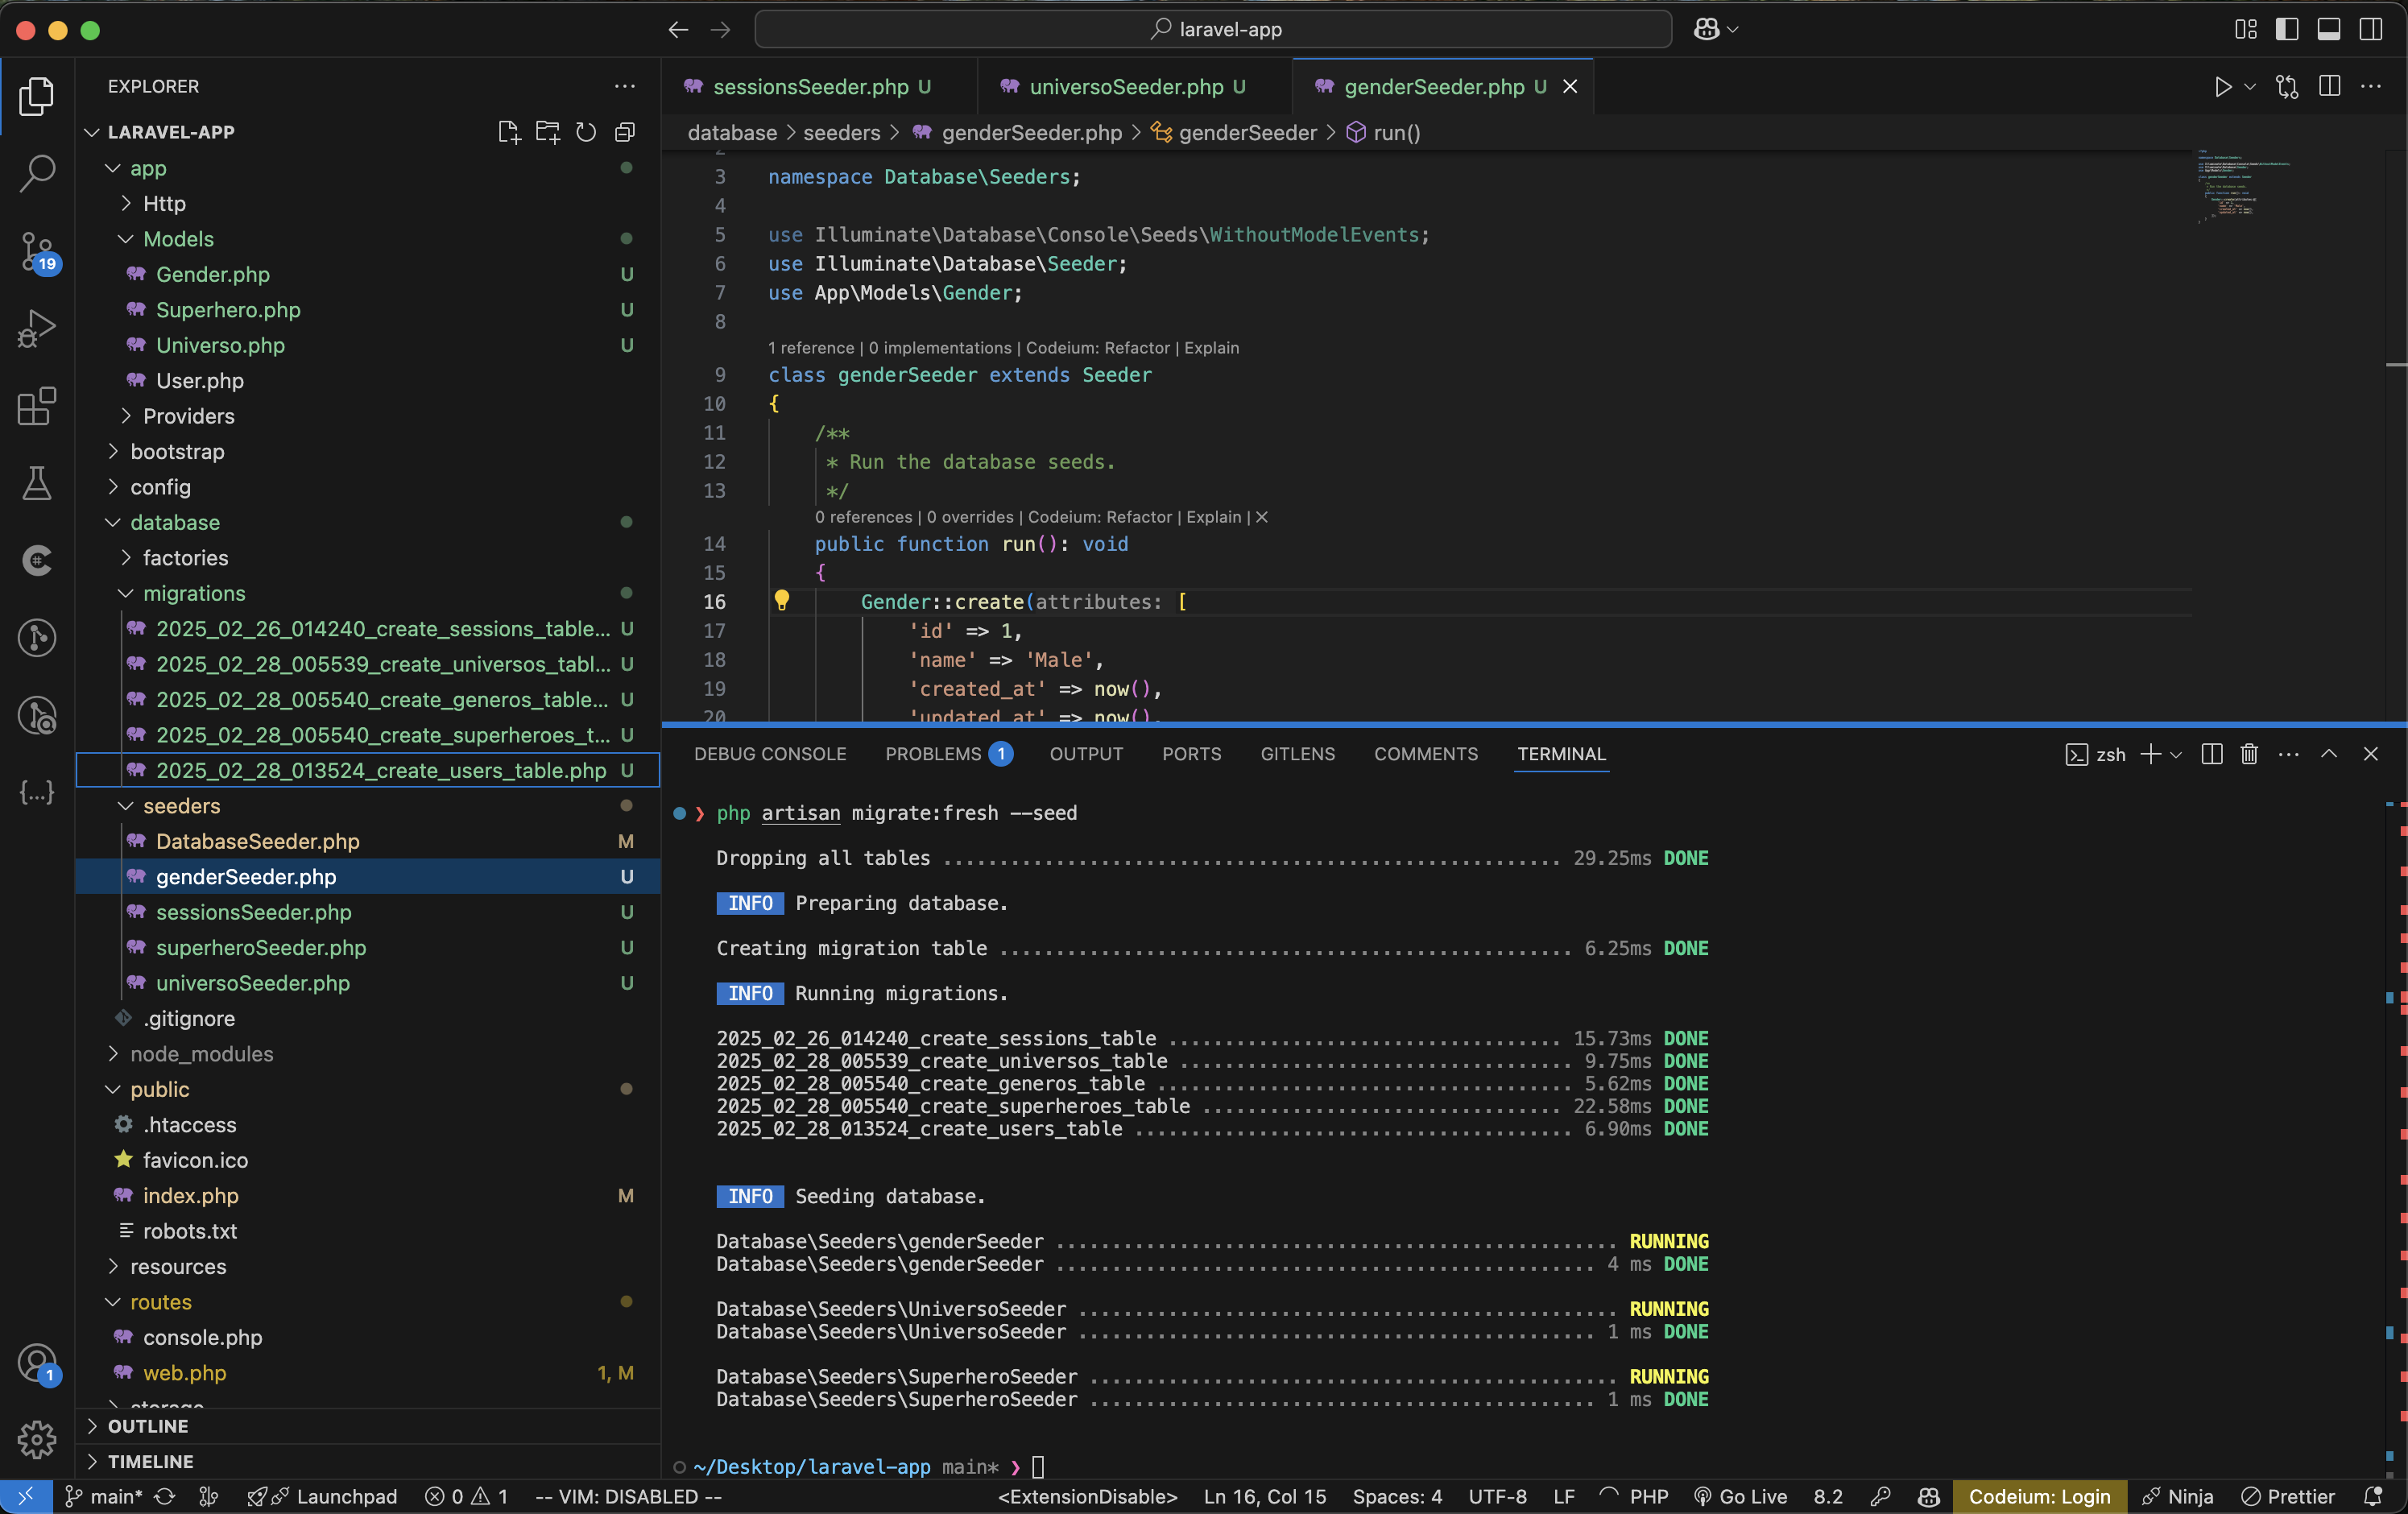 laravel-app
EXPLORER
LARAVEL-APP
app
Http
Models
Gender.php U
Superhero.php U
Universo.php U
User.php
Providers
bootstrap
config
database
factories
migrations
2025_02_26_014240_create_sessions_table... U
2025_02_28_005539_create_universos_tabl... U
2025_02_28_005540_create_generos_table... U
2025_02_28_005540_create_superheroes_t... U
2025_02_28_013524_create_users_table.php U
seeders
DatabaseSeeder.php M
genderSeeder.php U
sessionsSeeder.php U
superheroSeeder.php U
universoSeeder.php U
.gitignore
node_modules
public
.htaccess
favicon.ico
index.php M
robots.txt
resources
routes
console.php
web.php 1, M
storage
OUTLINE
TIMELINE
19
1
sessionsSeeder.php U universoSeeder.php U genderSeeder.php U
database > seeders > genderSeeder.php > genderSeeder > run()
2
3 namespace Database\Seeders;
4
5 use Illuminate\Database\Console\Seeds\WithoutModelEvents;
6 use Illuminate\Database\Seeder;
7 use App\Models\Gender;
8
1 reference | 0 implementations | Codeium: Refactor | Explain
9 class genderSeeder extends Seeder
10 {
11 /**
12 * Run the database seeds.
13 */
0 references | 0 overrides | Codeium: Refactor | Explain | ×
14 public function run(): void
15 {
16 Gender::create(attributes: [
17 'id' => 1,
18 'name' => 'Male',
19 'created_at' => now(),
20 'updated_at' => now(),
DEBUG CONSOLE PROBLEMS 1 OUTPUT PORTS GITLENS COMMENTS TERMINAL zsh
❯ php artisan migrate:fresh --seed
Dropping all tables ....................................................... 29.25ms DONE
INFO Preparing database.
Creating migration table ................................................... 6.25ms DONE
INFO Running migrations.
2025_02_26_014240_create_sessions_table ................................... 15.73ms DONE
2025_02_28_005539_create_universos_table ................................... 9.75ms DONE
2025_02_28_005540_create_generos_table ..................................... 5.62ms DONE
2025_02_28_005540_create_superheroes_table ................................ 22.58ms DONE
2025_02_28_013524_create_users_table ....................................... 6.90ms DONE
INFO Seeding database.
Database\Seeders\genderSeeder .................................................. RUNNING
Database\Seeders\genderSeeder ................................................ 4 ms DONE
Database\Seeders\UniversoSeeder ................................................ RUNNING
Database\Seeders\UniversoSeeder .............................................. 1 ms DONE
Database\Seeders\SuperheroSeeder ............................................... RUNNING
Database\Seeders\SuperheroSeeder ............................................. 1 ms DONE
~/Desktop/laravel-app main* ❯
main* Launchpad 0 1 -- VIM: DISABLED -- <ExtensionDisable> Ln 16, Col 15 Spaces: 4 UTF-8 LF PHP Go Live 8.2 Codeium: Login Ninja Prettier